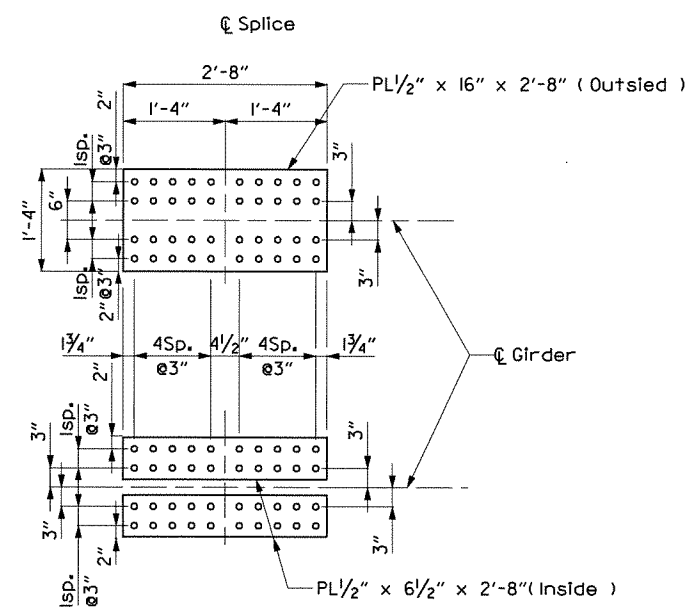 ℄ Splice
2'-8"
PL½" x 16" x 2'-8" ( Outsied )
1'-4" 1'-4"
2"
1sp.
@3"
3"
1'-4"
6"
3"
1sp.
2" @3"
1¾" 4Sp. 4½" 4Sp. 1¾"
@3" @3"
℄ Girder
2"
1sp.
@3"
3"
3"
3"
3"
2"
1sp.
@3"
PL½" x 6½" x 2'-8"( Inside )